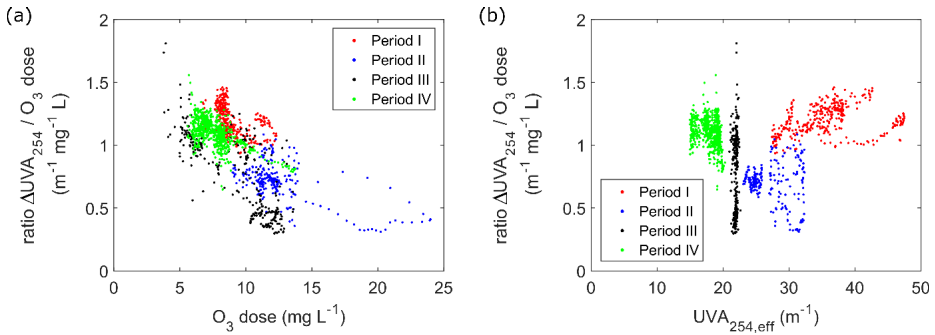 (a)
ratio ΔUVA254 / O3 dose
(m-1 mg-1 L)
2
1.5
1
0.5
0
0 5 10 15 20 25
O3 dose (mg L-1)
Period I
Period II
Period III
Period IV
(b)
ratio ΔUVA254 / O3 dose
(m-1 mg-1 L)
2
1.5
1
0.5
0
0 10 20 30 40 50
UVA254,eff (m-1)
Period I
Period II
Period III
Period IV